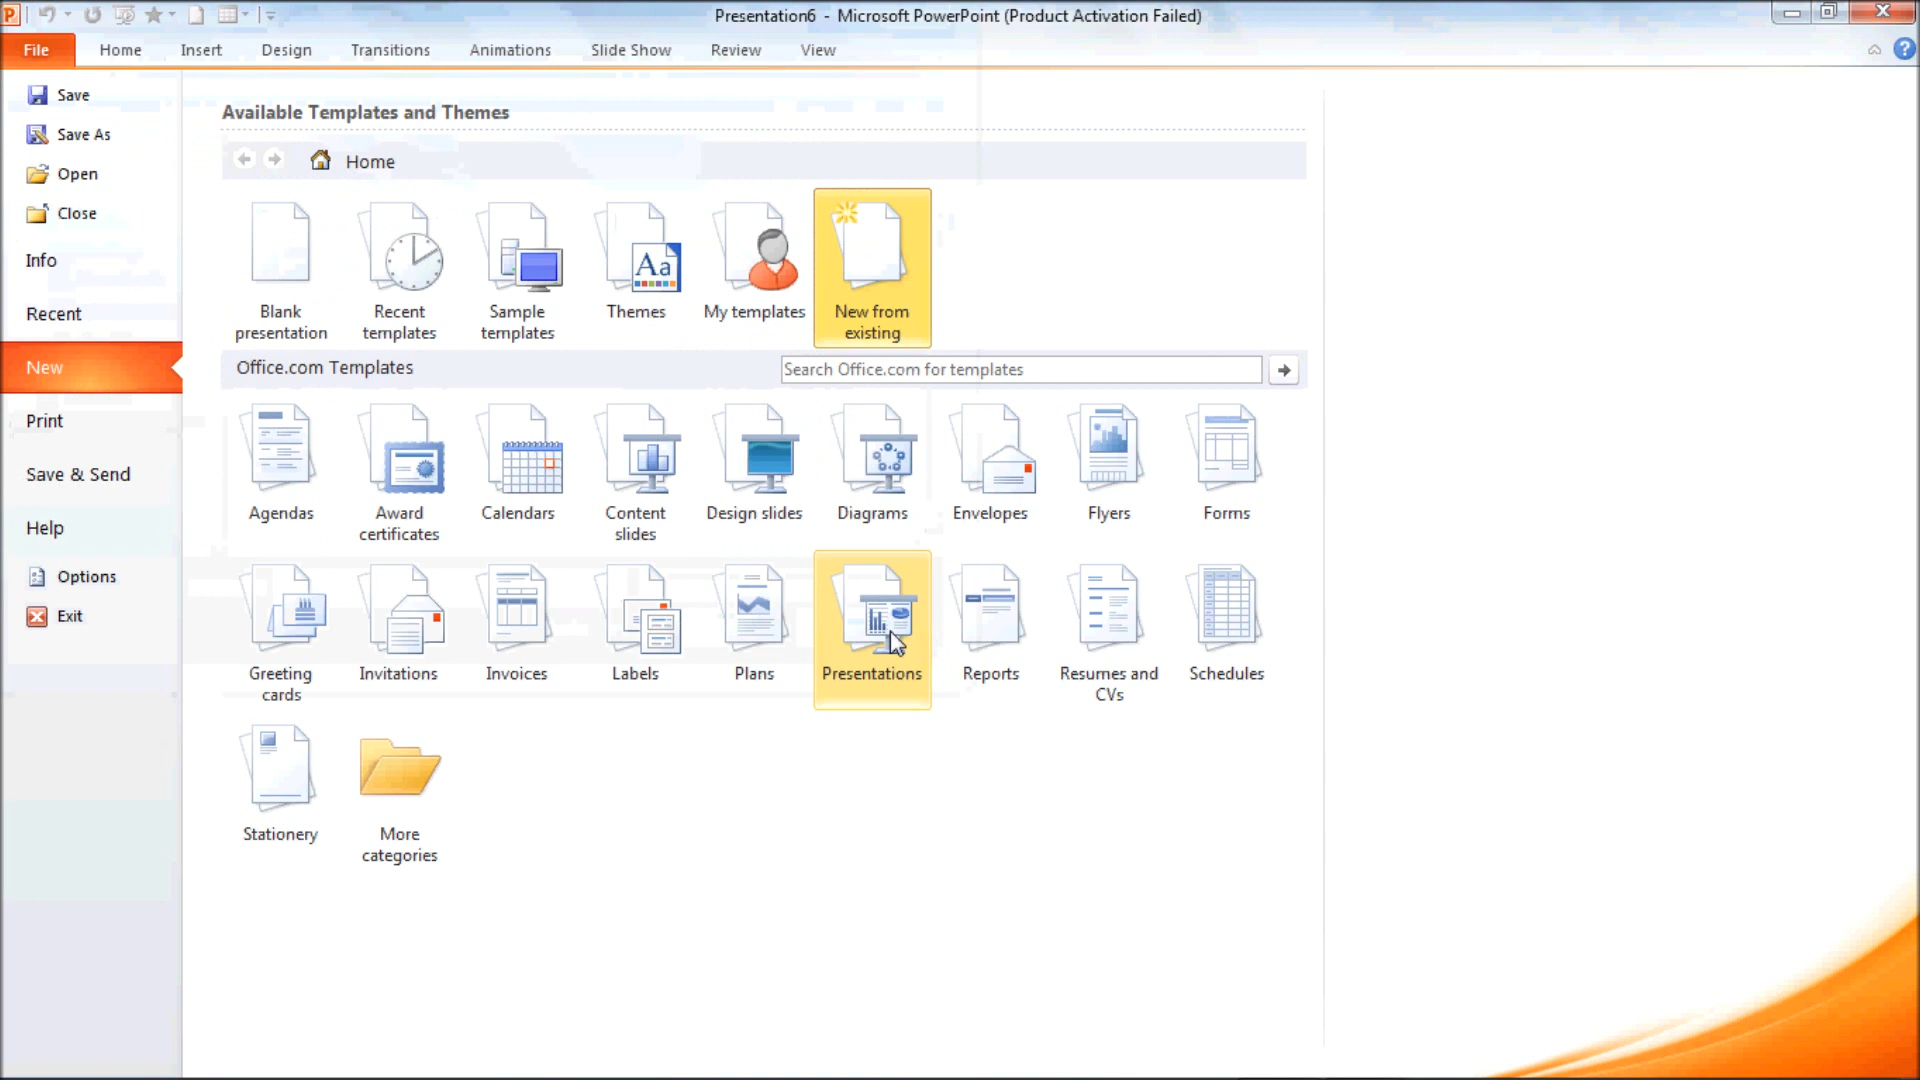 Presentation6 - Microsoft PowerPoint (Product Activation Failed)
File Home Insert Design Transitions Animations Slide Show Review View
Save
Save As
Open
Close
Info
Recent
New
Print
Save & Send
Help
Options
Exit
Available Templates and Themes
Home
Blank
presentation
Recent
templates
Sample
templates
Aa
Themes
My templates
New from
existing
Office.com Templates
Search Office.com for templates
Agendas
Award
certificates
Calendars
Content
slides
Design slides
Diagrams
Envelopes
Flyers
Forms
Greeting
cards
Invitations
Invoices
Labels
Plans
Presentations
Reports
Resumes and
CVs
Schedules
Stationery
More
categories